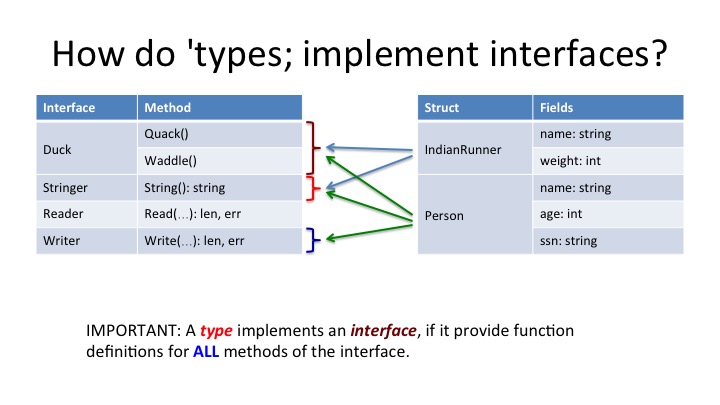 How do 'types; implement interfaces?
Interface Method
Duck Quack()
Waddle()
Stringer String(): string
Reader Read(...): len, err
Writer Write(...): len, err
Struct Fields
IndianRunner name: string
weight: int
Person name: string
age: int
ssn: string
IMPORTANT: A type implements an interface, if it provide function
definitions for ALL methods of the interface.